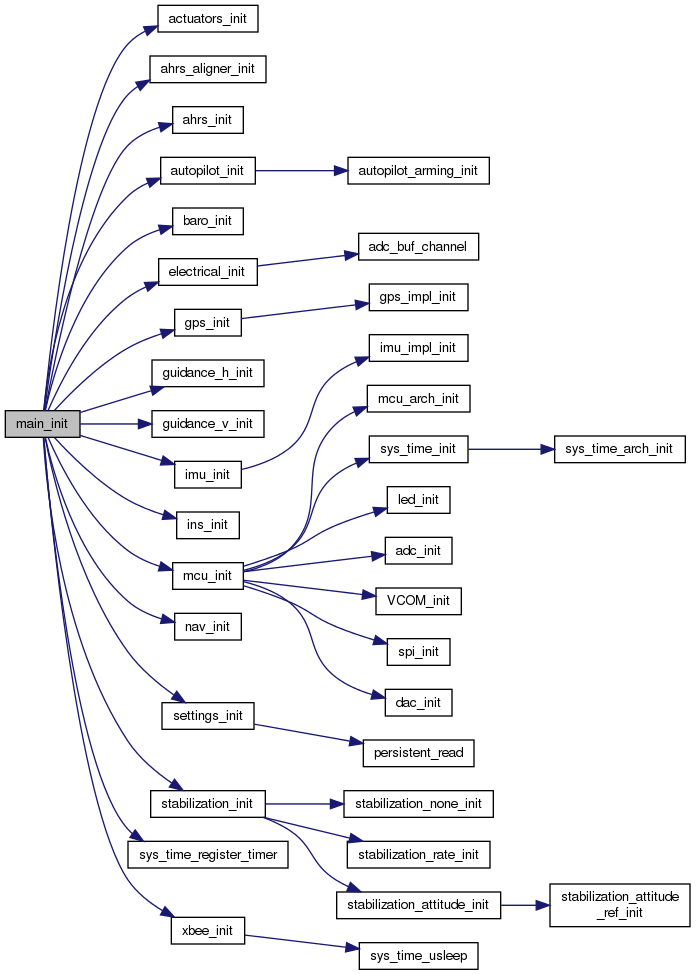 actuators_init
ahrs_aligner_init
ahrs_init
autopilot_init
autopilot_arming_init
baro_init
electrical_init
adc_buf_channel
gps_init
gps_impl_init
imu_impl_init
guidance_h_init
mcu_arch_init
main_init
guidance_v_init
sys_time_init
sys_time_arch_init
imu_init
led_init
ins_init
adc_init
mcu_init
VCOM_init
nav_init
spi_init
dac_init
settings_init
persistent_read
stabilization_init
stabilization_none_init
sys_time_register_timer
stabilization_rate_init
stabilization_attitude_init
stabilization_attitude
_ref_init
xbee_init
sys_time_usleep